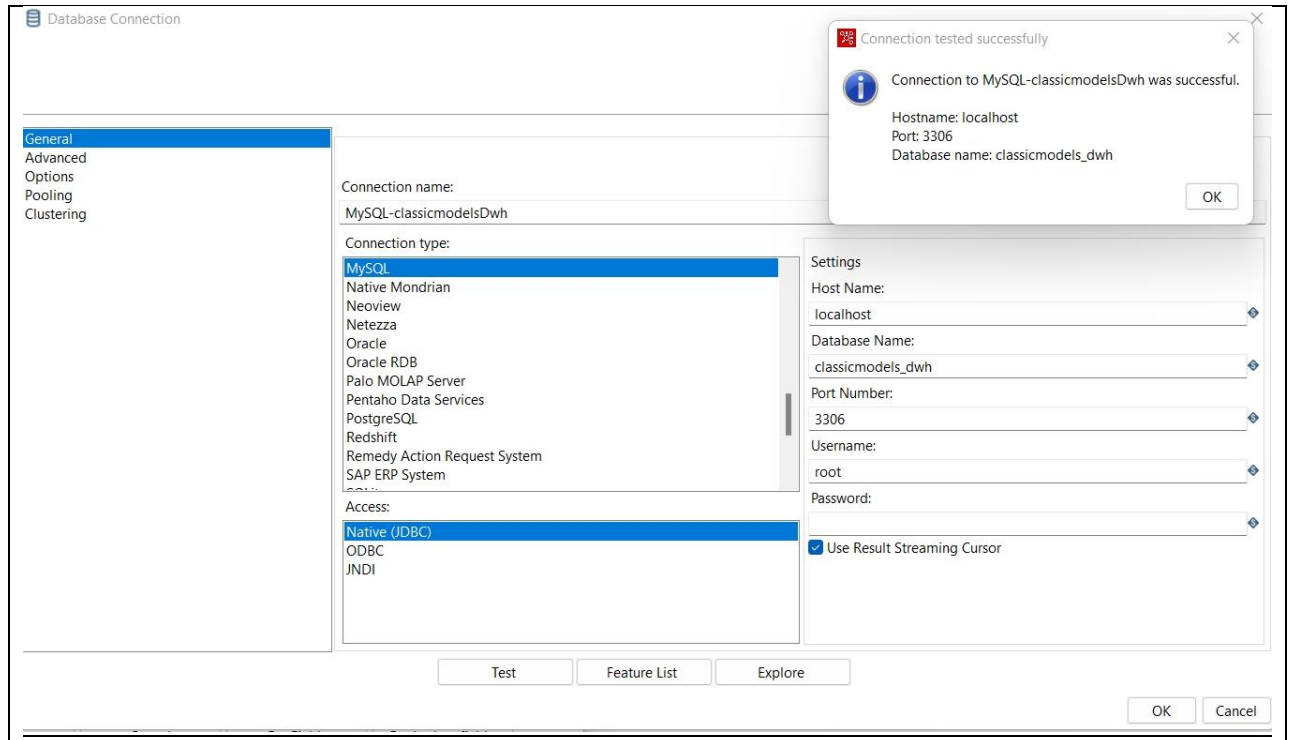 Database Connection
Connection tested successfully
Connection to MySQL-classicmodelsDwh was successful.
Hostname: localhost
Port: 3306
Database name: classicmodels_dwh
OK
General
Advanced
Options
Pooling
Clustering
Connection name:
MySQL-classicmodelsDwh
Connection type:
MySQL
Native Mondrian
Neoview
Netezza
Oracle
Oracle RDB
Palo MOLAP Server
Pentaho Data Services
PostgreSQL
Redshift
Remedy Action Request System
SAP ERP System
Access:
Native (JDBC)
ODBC
JNDI
Settings
Host Name:
localhost
Database Name:
classicmodels_dwh
Port Number:
3306
Username:
root
Password:
Use Result Streaming Cursor
Test
Feature List
Explore
OK
Cancel